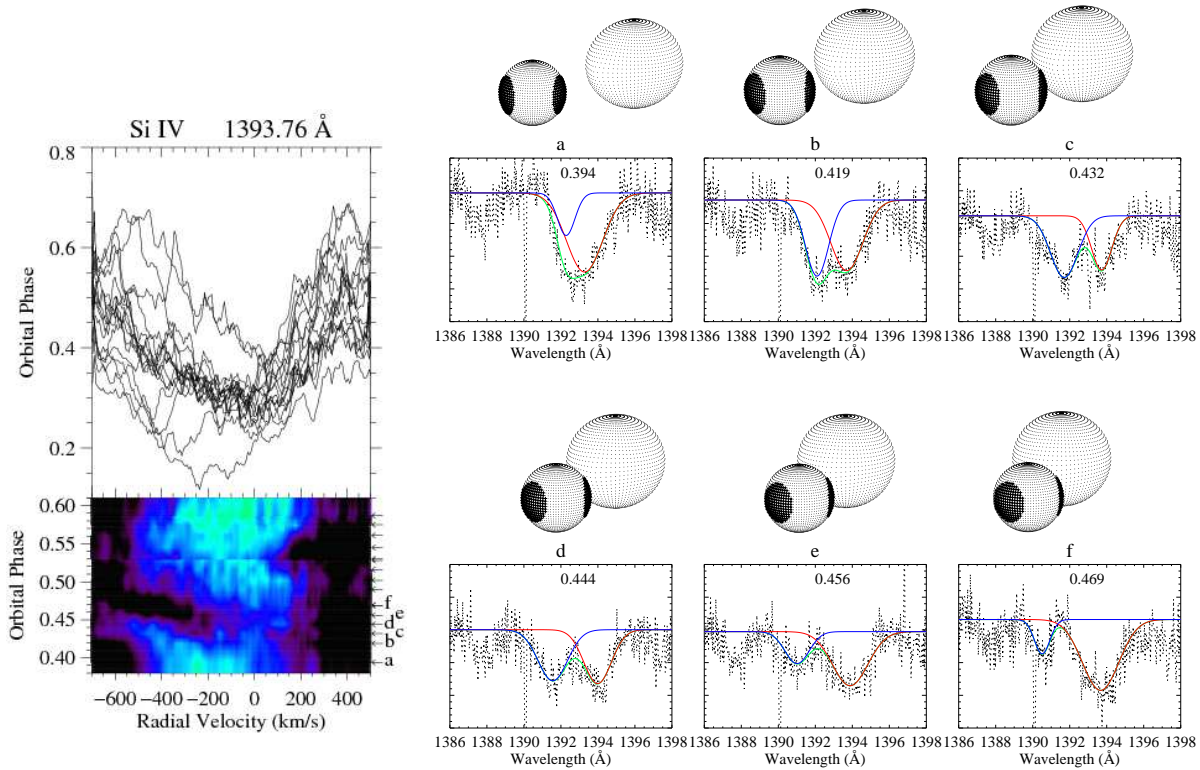 Si IV 1393.76 Å
Orbital Phase
0.8
0.6
0.4
0.2
Orbital Phase
0.60
0.55
0.50
0.45
0.40
f
e
d
c
b
a
−600 −400 −200 0 200 400
Radial Velocity (km/s)
a
0.394
1386 1388 1390 1392 1394 1396 1398
Wavelength (Å)
b
0.419
1386 1388 1390 1392 1394 1396 1398
Wavelength (Å)
c
0.432
1386 1388 1390 1392 1394 1396 1398
Wavelength (Å)
d
0.444
1386 1388 1390 1392 1394 1396 1398
Wavelength (Å)
e
0.456
1386 1388 1390 1392 1394 1396 1398
Wavelength (Å)
f
0.469
1386 1388 1390 1392 1394 1396 1398
Wavelength (Å)